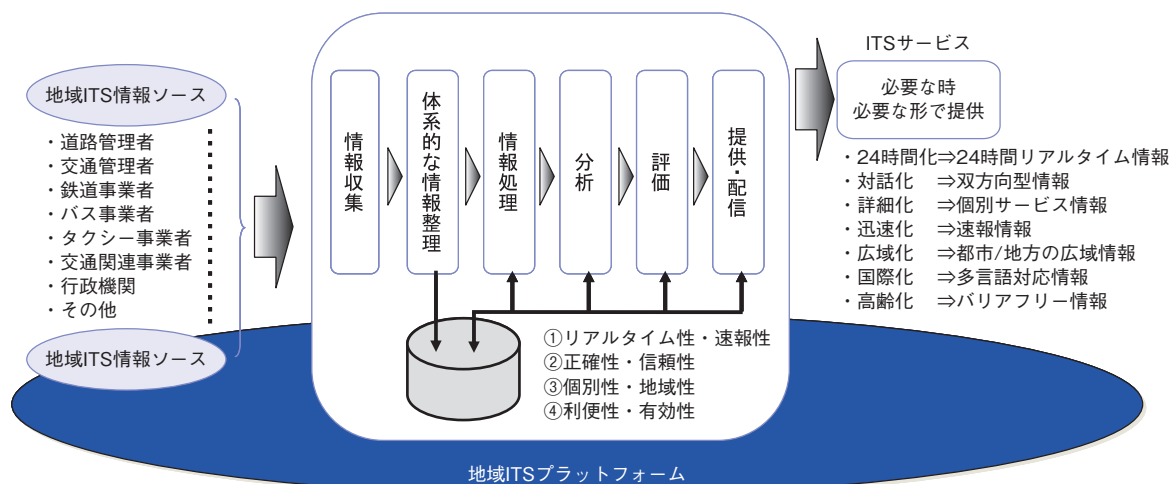 地域ITS情報ソース
・道路管理者
・交通管理者
・鉄道事業者
・バス事業者
・タクシー事業者
・交通関連事業者
・行政機関
・その他
地域ITS情報ソース
情報収集
体系的な情報整理
情報処理
分析
評価
提供・配信
①リアルタイム性・速報性
②正確性・信頼性
③個別性・地域性
④利便性・有効性
ITSサービス
必要な時
必要な形で提供
・24時間化⇒24時間リアルタイム情報
・対話化 ⇒双方向型情報
・詳細化 ⇒個別サービス情報
・迅速化 ⇒速報情報
・広域化 ⇒都市/地方の広域情報
・国際化 ⇒多言語対応情報
・高齢化 ⇒バリアフリー情報
地域ITSプラットフォーム